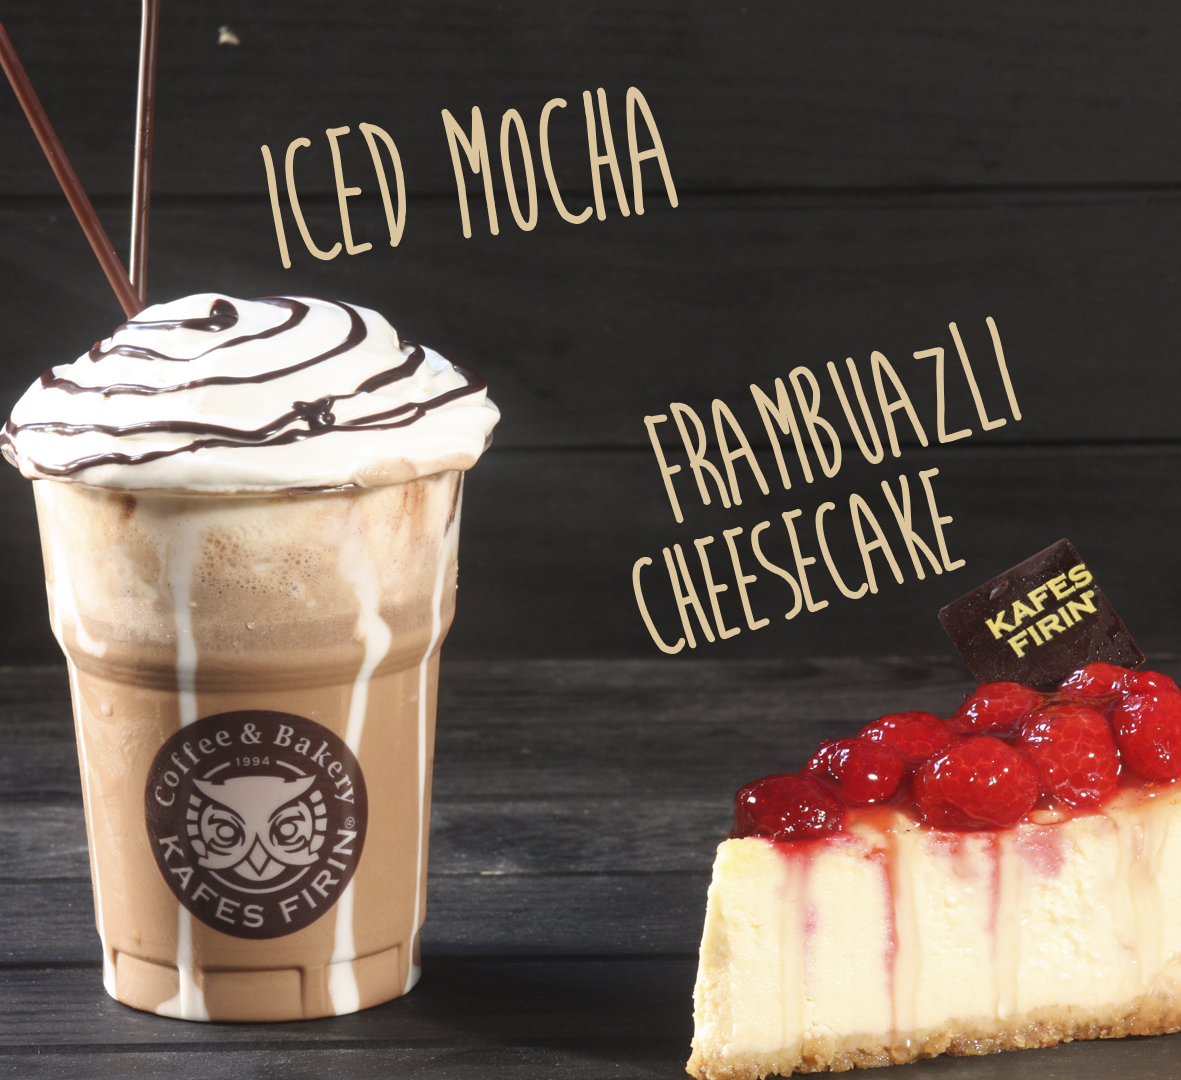 ICED MOCHA
FRAMBUAZLI
CHEESECAKE
KAFES
FIRIN
Coffee & Bakery
1994
KAFES FIRIN®